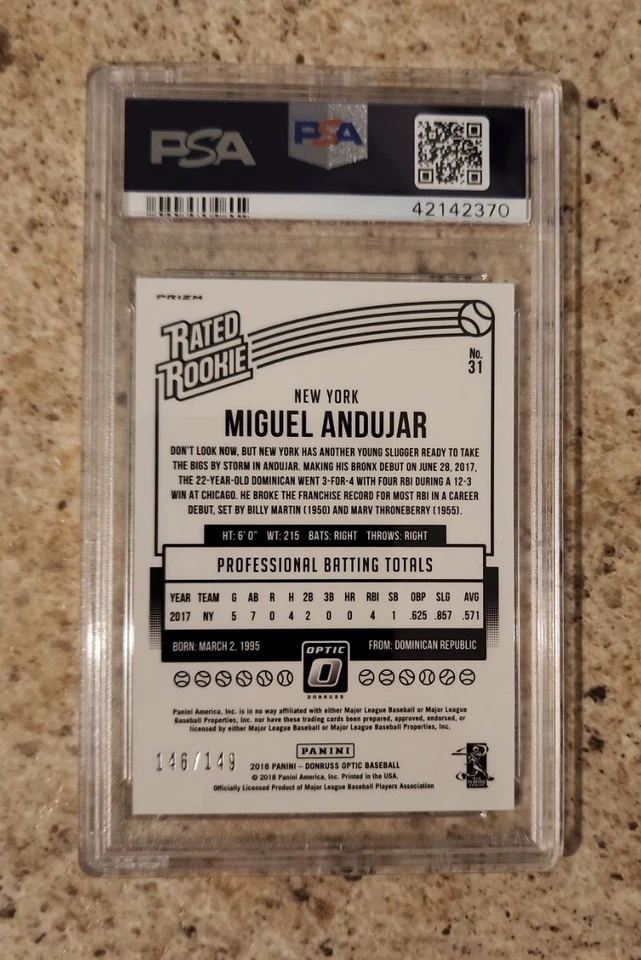 PSA
PSA
42142370
PRIZM
RATED
ROOKIE
No.
31
NEW YORK
MIGUEL ANDUJAR
DON'T LOOK NOW, BUT NEW YORK HAS ANOTHER YOUNG SLUGGER READY TO TAKE
THE BIGS BY STORM IN ANDUJAR. MAKING HIS BRONX DEBUT ON JUNE 28, 2017,
THE 22-YEAR-OLD DOMINICAN WENT 3-FOR-4 WITH FOUR RBI DURING A 12-3
WIN AT CHICAGO. HE BROKE THE FRANCHISE RECORD FOR MOST RBI IN A CAREER
DEBUT, SET BY BILLY MARTIN (1950) AND MARV THRONEBERRY (1955).
HT: 6' 0" WT: 215 BATS: RIGHT THROWS: RIGHT
PROFESSIONAL BATTING TOTALS
YEAR TEAM G AB R H 2B 3B HR RBI SB OBP SLG AVG
2017 NY 5 7 0 4 2 0 0 4 1 .625 .857 .571
BORN: MARCH 2, 1995 FROM: DOMINICAN REPUBLIC
OPTIC
DONRUSS
Panini America, Inc. is in no way affiliated with either Major League Baseball or Major League
Baseball Properties, Inc. nor have these trading cards been prepared, approved, endorsed, or
licensed by either Major League Baseball or Major League Baseball Properties, Inc.
146/149
PANINI
2018 PANINI – DONRUSS OPTIC BASEBALL
© 2018 Panini America, Inc. Printed in the USA.
Officially Licensed Product of Major League Baseball Players Association